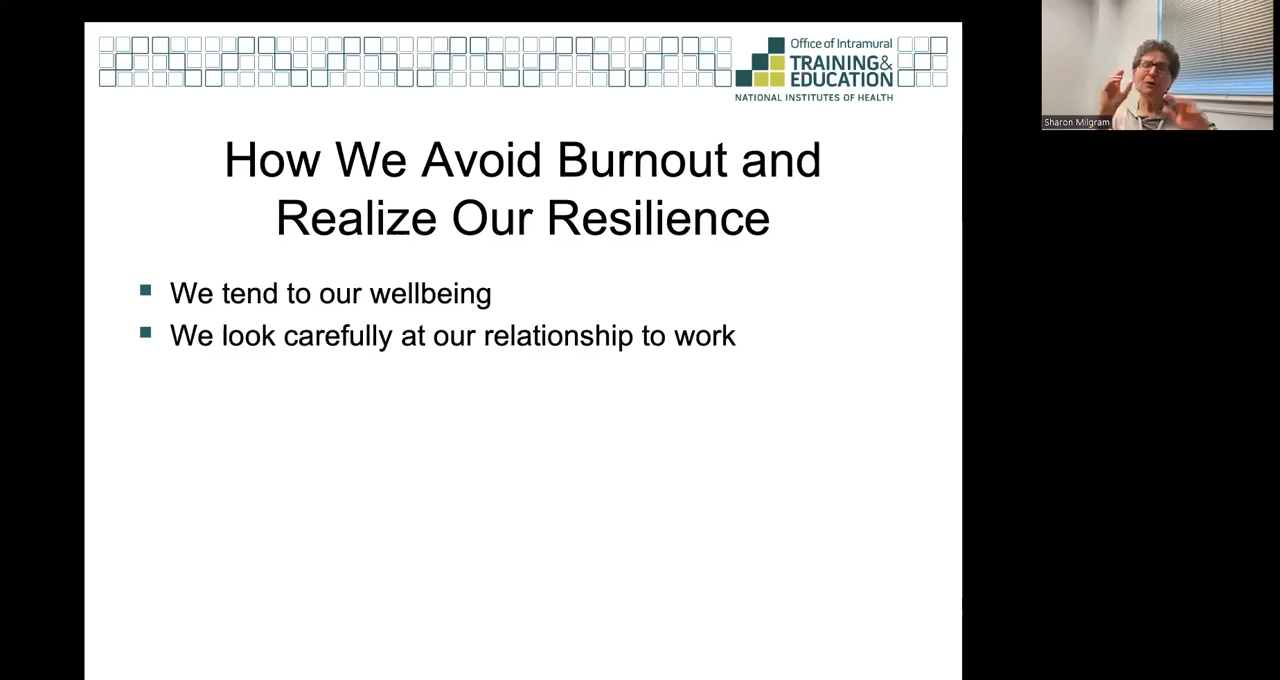 Office of Intramural
TRAINING&
EDUCATION
NATIONAL INSTITUTES OF HEALTH
Sharon Milgram
How We Avoid Burnout and
Realize Our Resilience
We tend to our wellbeing
We look carefully at our relationship to work